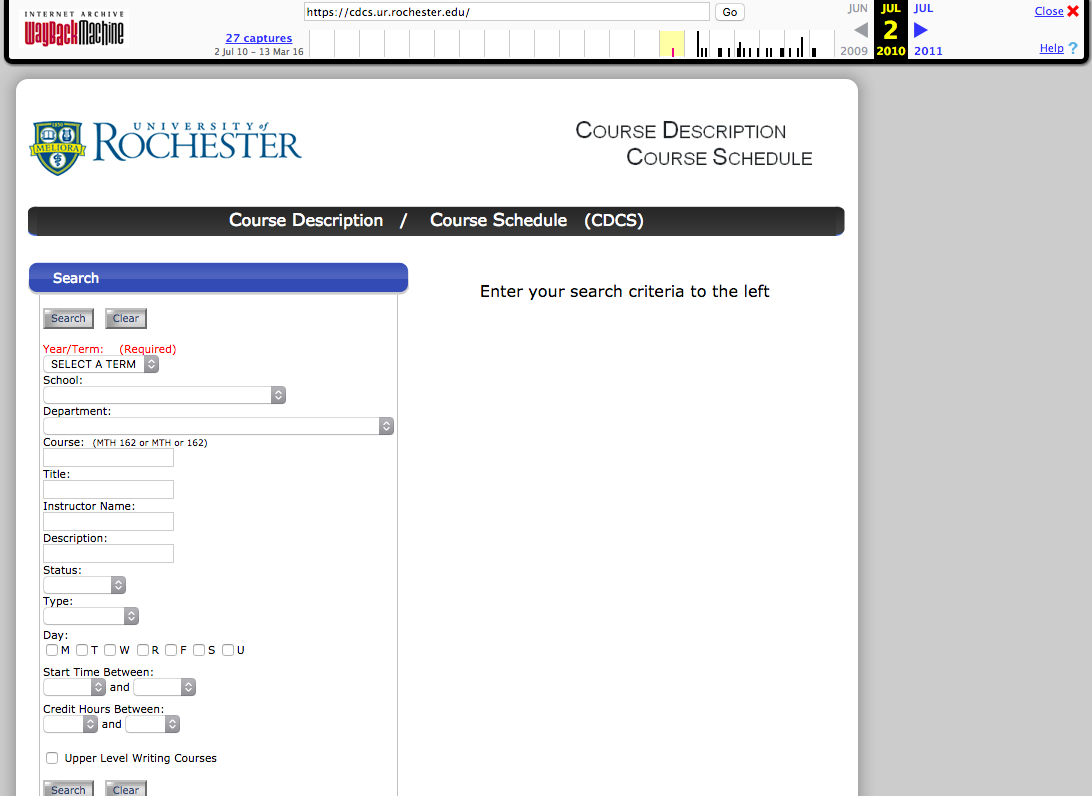 INTERNET ARCHIVE
WayBackMachine
https://cdcs.ur.rochester.edu/
Go
27 captures
2 Jul 10 – 13 Mar 16
JUN JUL JUL
2
2009 2010 2011
Close
Help ?
MELIORA
UNIVERSITY of
ROCHESTER
COURSE DESCRIPTION
COURSE SCHEDULE
Course Description / Course Schedule (CDCS)
Search
Enter your search criteria to the left
Search Clear
Year/Term: (Required)
SELECT A TERM
School:
Department:
Course: (MTH 162 or MTH or 162)
Title:
Instructor Name:
Description:
Status:
Type:
Day:
M T W R F S U
Start Time Between:
and
Credit Hours Between:
and
Upper Level Writing Courses
Search Clear